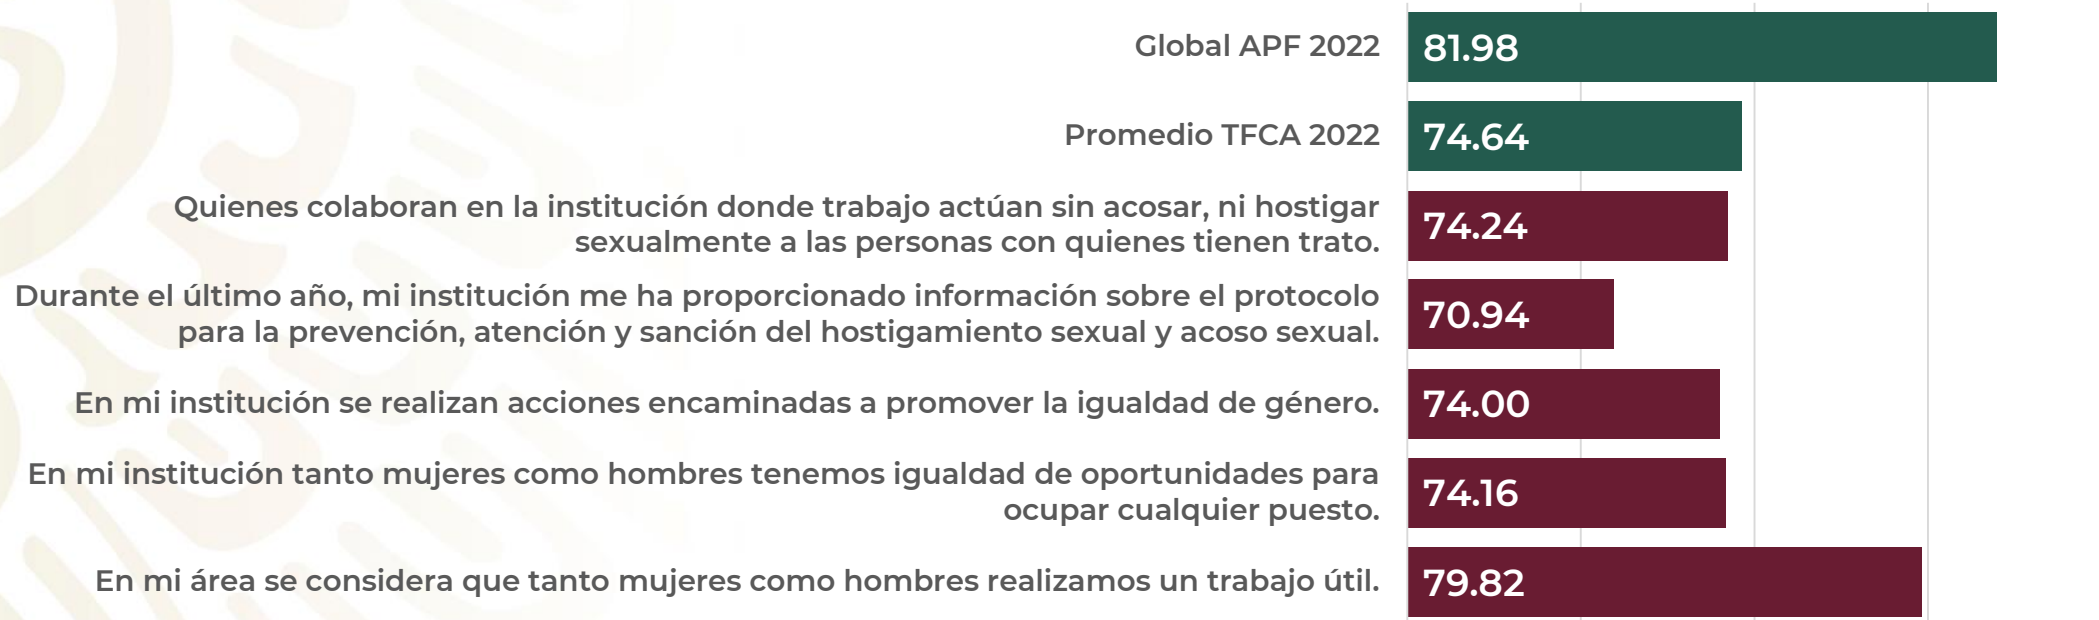 Global APF 2022 81.98
Promedio TFCA 2022 74.64
Quienes colaboran en la institución donde trabajo actúan sin acosar, ni hostigar
sexualmente a las personas con quienes tienen trato.
74.24
Durante el último año, mi institución me ha proporcionado información sobre el protocolo
para la prevención, atención y sanción del hostigamiento sexual y acoso sexual.
70.94
En mi institución se realizan acciones encaminadas a promover la igualdad de género. 74.00
En mi institución tanto mujeres como hombres tenemos igualdad de oportunidades para
ocupar cualquier puesto.
74.16
En mi área se considera que tanto mujeres como hombres realizamos un trabajo útil. 79.82